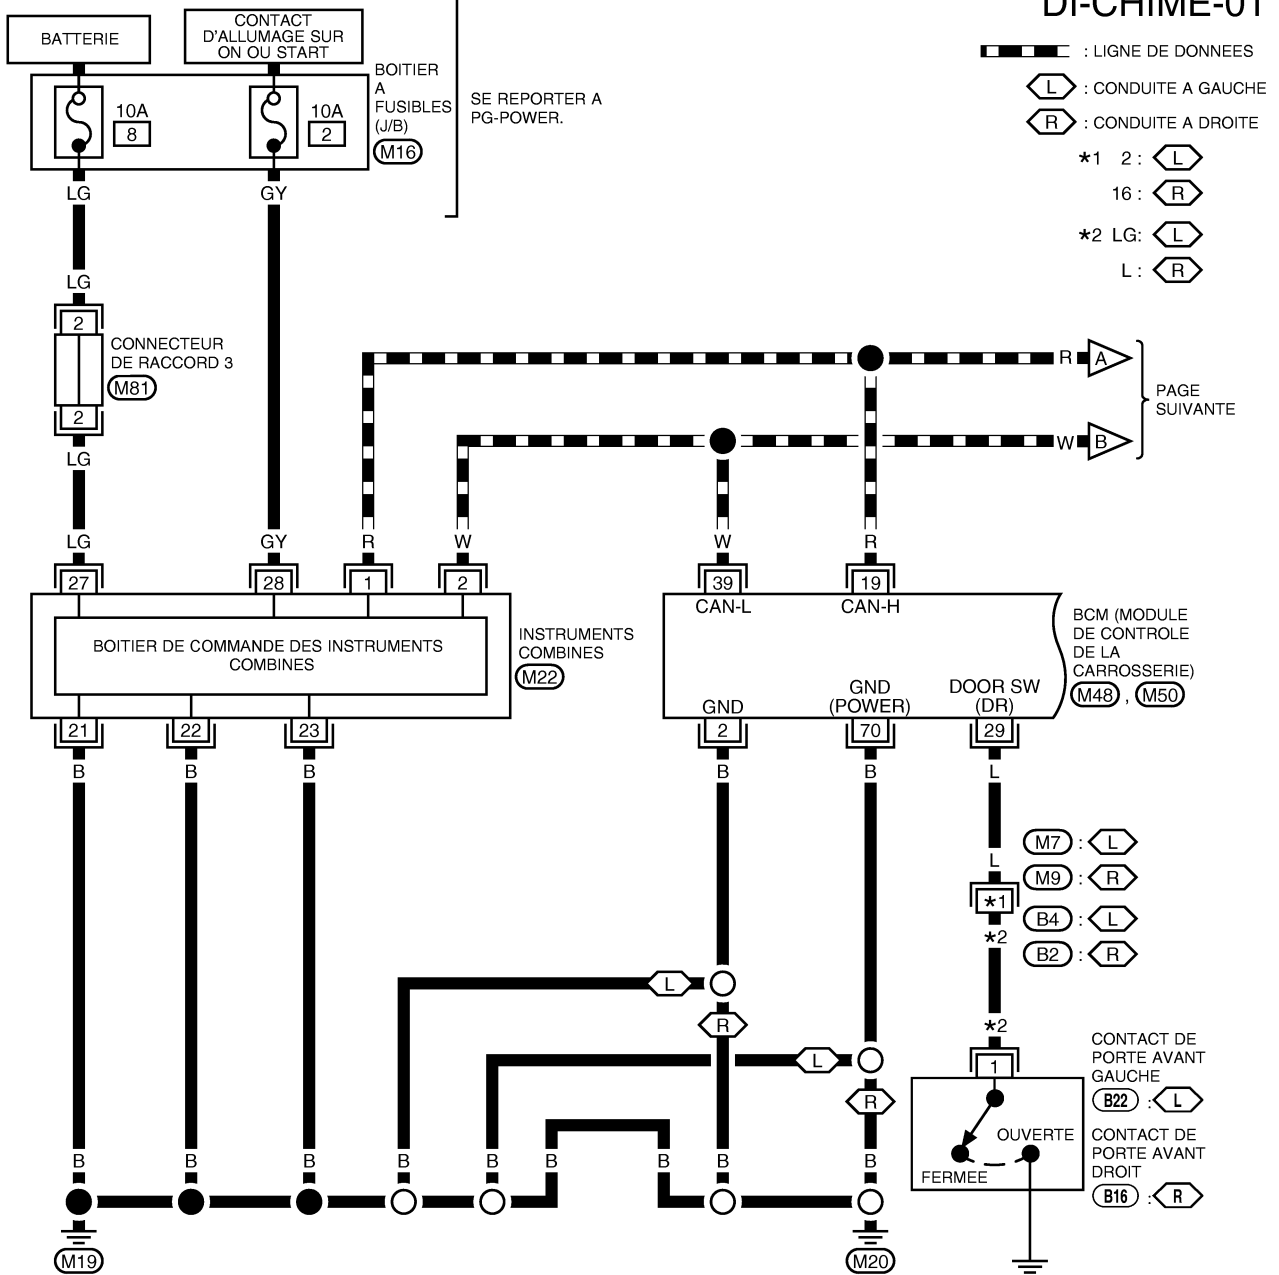 DI-CHIME-01
BATTERIE
CONTACT
D'ALLUMAGE SUR
ON OU START
10A
8
10A
2
BOITIER
A
FUSIBLES
(J/B)
M16
SE REPORTER A
PG-POWER.
: LIGNE DE DONNEES
L : CONDUITE A GAUCHE
R : CONDUITE A DROITE
*1 2: L
16: R
*2 LG: L
L: R
LG
GY
LG
2
CONNECTEUR
DE RACCORD 3
M81
2
LG
R A
W B
PAGE
SUIVANTE
LG
GY
R
W
W
R
27
28
1
2
39
19
CAN-L
CAN-H
BOITIER DE COMMANDE DES INSTRUMENTS
COMBINES
INSTRUMENTS
COMBINES
M22
BCM (MODULE
DE CONTROLE
DE LA
CARROSSERIE)
M48 , M50
GND
GND
(POWER)
DOOR SW
(DR)
21
22
23
2
70
29
B
B
B
B
B
L
L
M7 : L
M9 : R
*1
B4 : L
*2
B2 : R
L
R
*2
L
R
1
CONTACT DE
PORTE AVANT
GAUCHE
B22 : L
OUVERTE
FERMEE
CONTACT DE
PORTE AVANT
DROIT
B16 : R
B
B
B
B
B
B
B
B
B
M19
M20